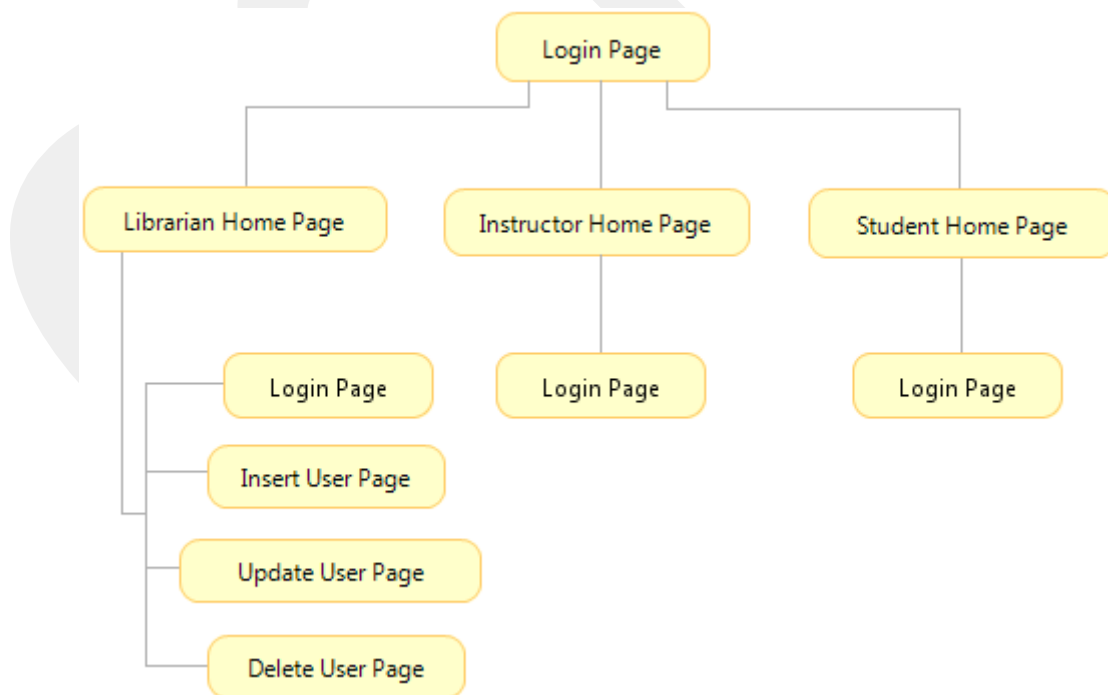 Login Page
Librarian Home Page
Instructor Home Page
Student Home Page
Login Page
Login Page
Login Page
Insert User Page
Update User Page
Delete User Page